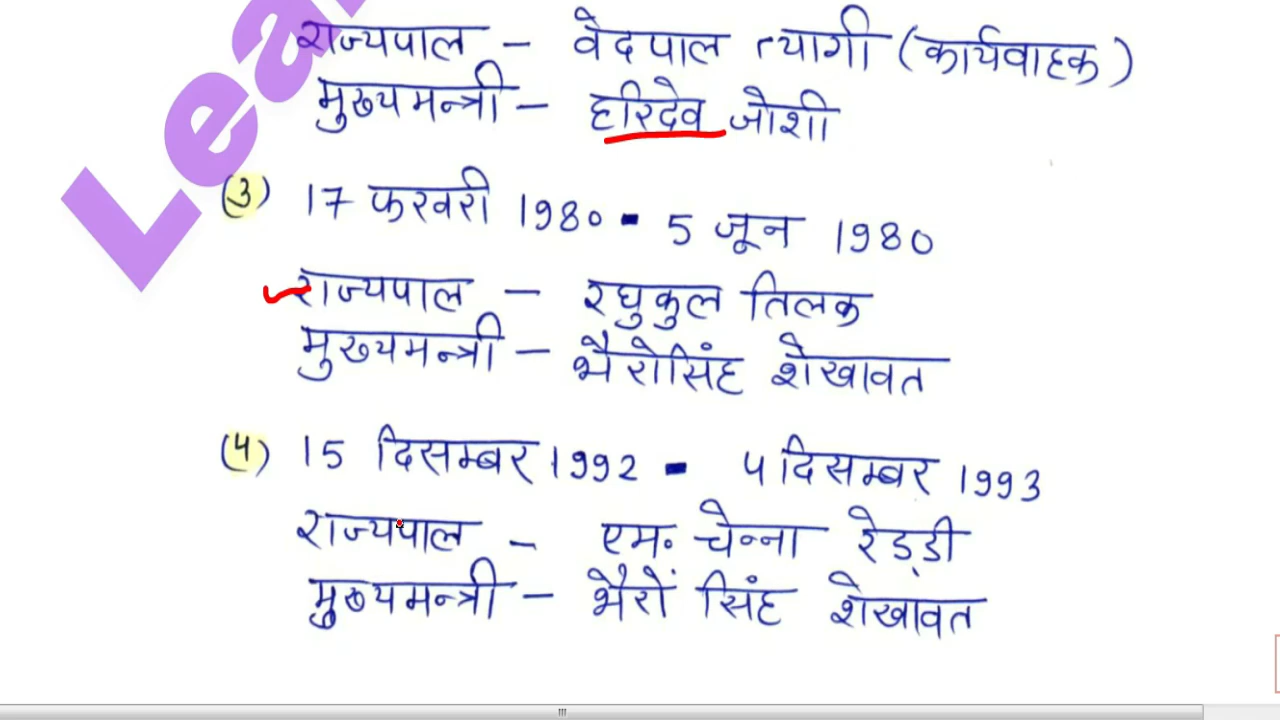 राज्यपाल - वेदपाल त्यागी (कार्यवाहक)
मुख्यमन्त्री - हरिदेव जोशी
(3) 17 फरवरी 1980 - 5 जून 1980
राज्यपाल - रघुकुल तिलक
मुख्यमन्त्री - भैरोसिंह शेखावत
(4) 15 दिसम्बर 1992 - 4 दिसम्बर 1993
राज्यपाल - एम. चेन्ना रेड्डी
मुख्यमन्त्री - भैरों सिंह शेखावत